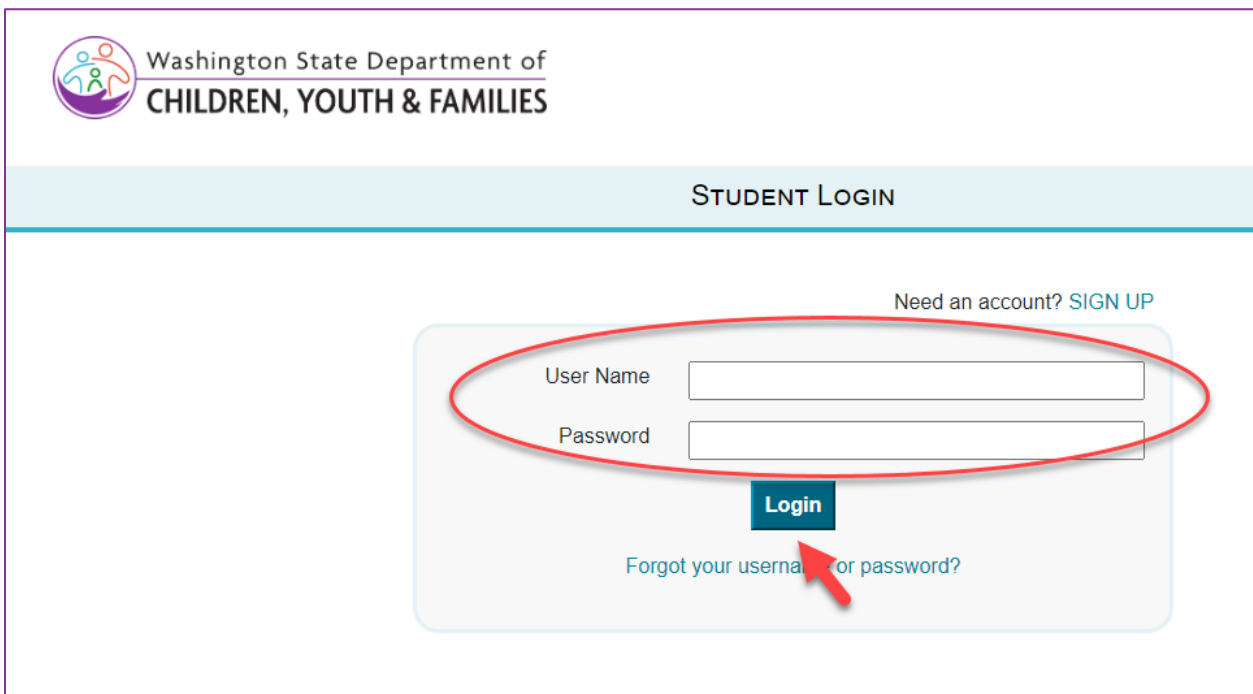 Washington State Department of
CHILDREN, YOUTH & FAMILIES
STUDENT LOGIN
Need an account? SIGN UP
User Name
Password
Login
Forgot your username or password?